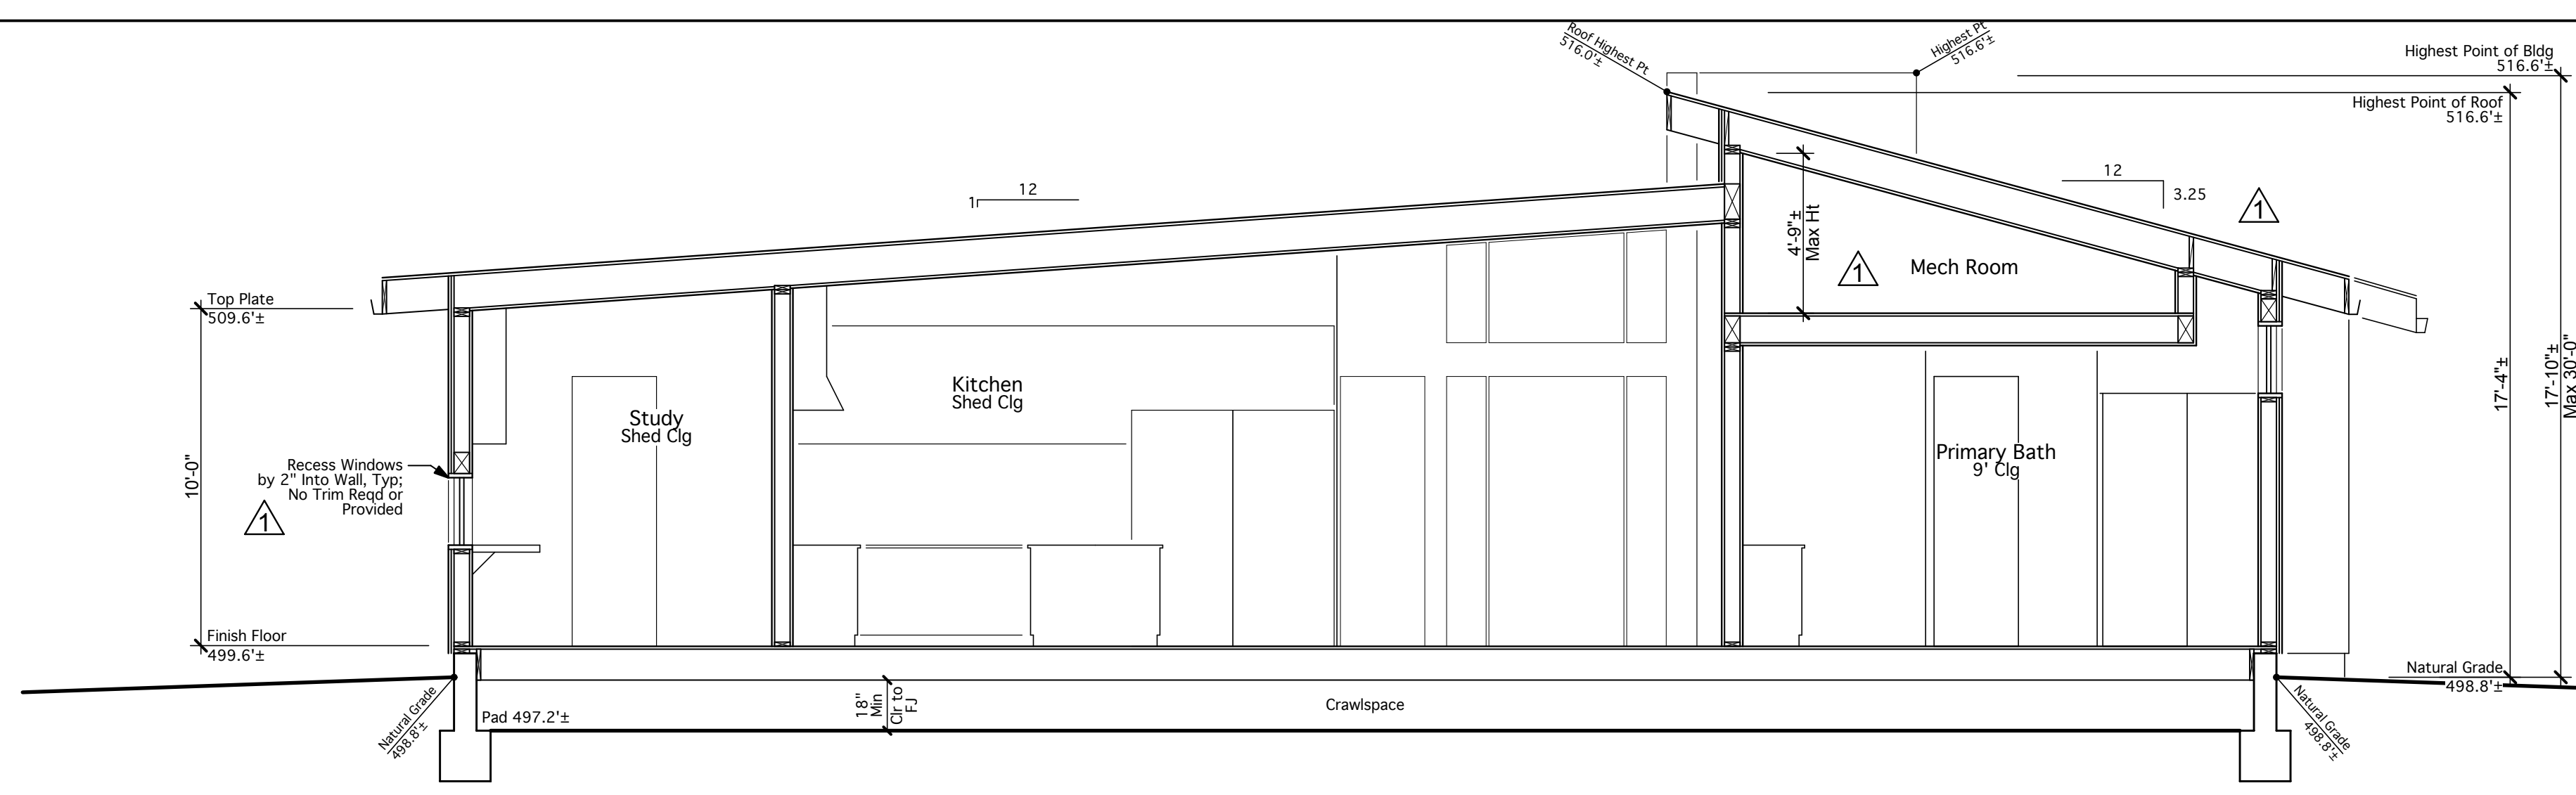 Roof Highest Pt
516.0'±
Highest Pt
516.6'±
Highest Point of Bldg
516.6'±
Highest Point of Roof
516.6'±
12
1
12
3.25
1
4'-9"±
Max Ht
1
Mech Room
Top Plate
509.6'±
10'-0"
Kitchen
Shed Clg
Study
Shed Clg
Primary Bath
9' Clg
17'-4"±
17'-10"±
Max 30'-0"
Recess Windows
by 2" Into Wall, Typ;
No Trim Reqd or
Provided
1
Finish Floor
499.6'±
Natural Grade
498.8'±
Natural Grade
498.8'±
Pad 497.2'±
18"
Min
Clr to
FJ
Crawlspace
Natural Grade
498.8'±